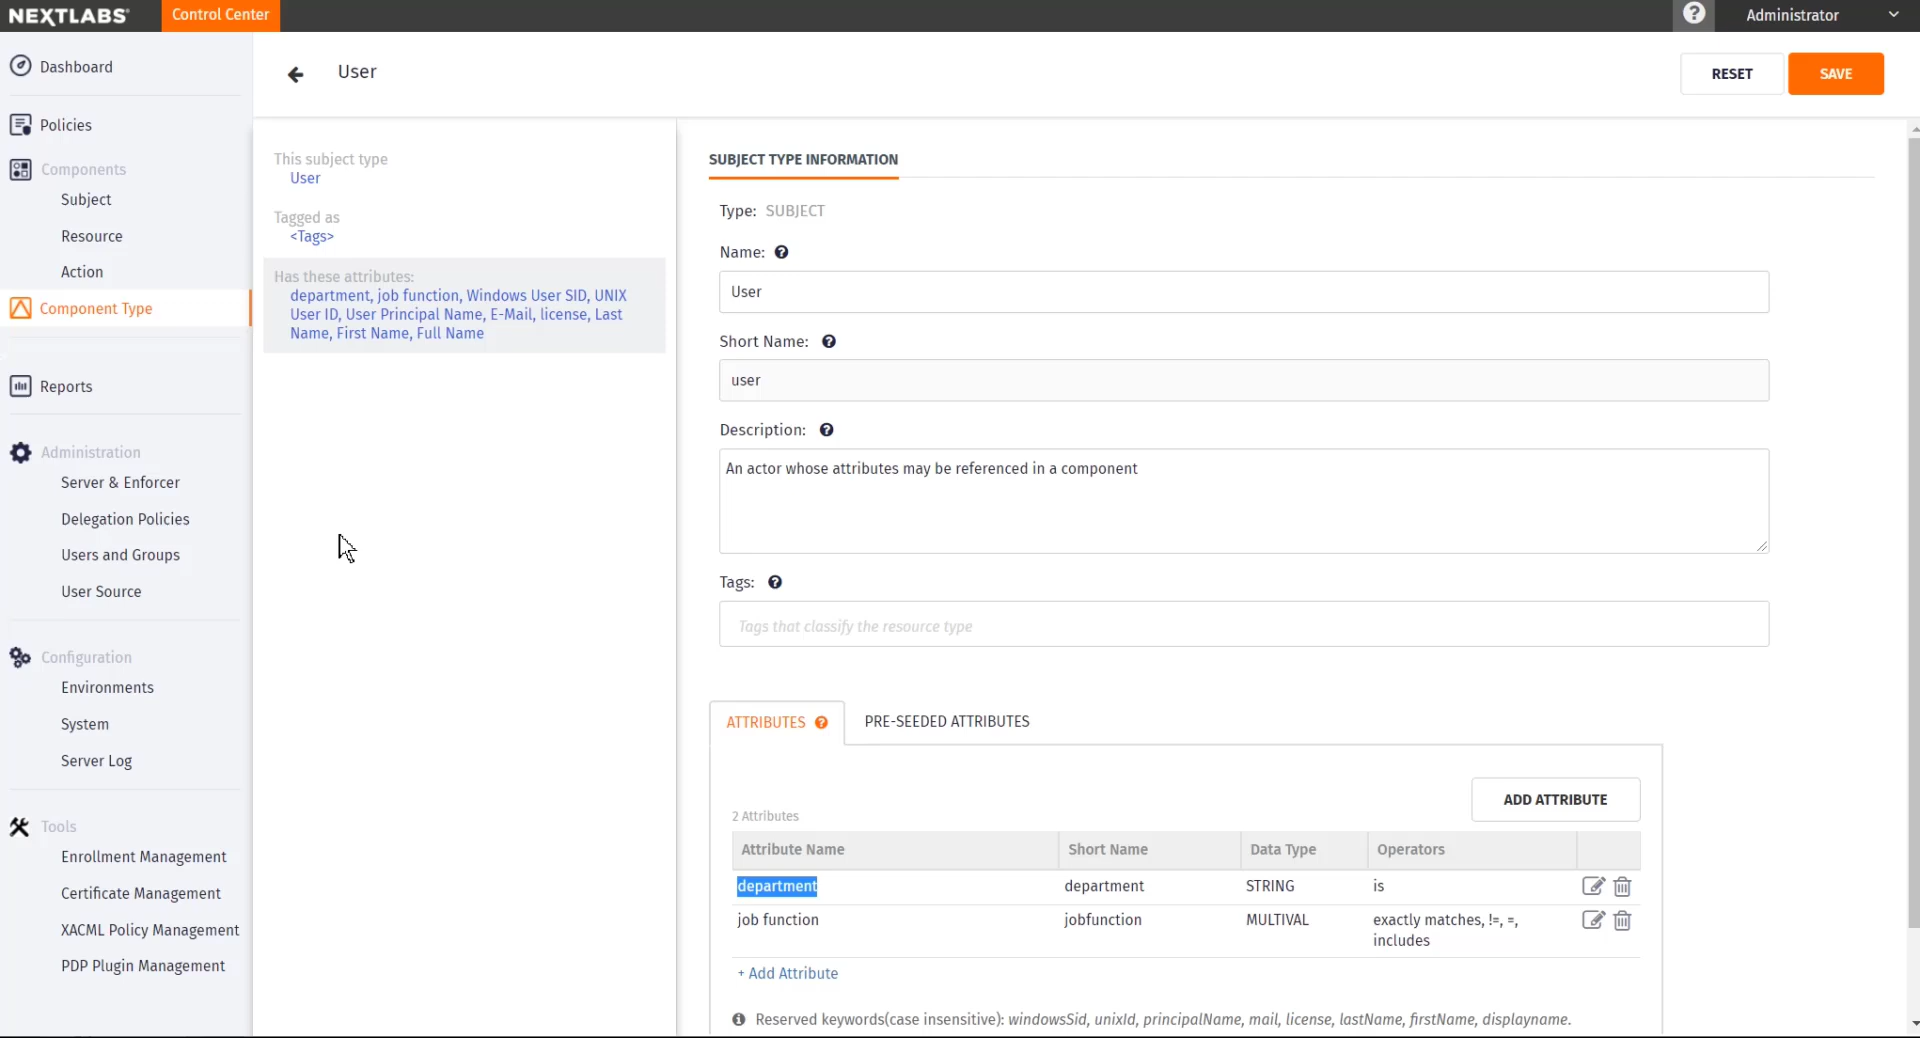 NEXTLABS
Control Center
Administrator
Dashboard
Policies
Components
Subject
Resource
Action
Component Type
Reports
Administration
Server & Enforcer
Delegation Policies
Users and Groups
User Source
Configuration
Environments
System
Server Log
Tools
Enrollment Management
Certificate Management
XACML Policy Management
PDP Plugin Management
User
RESET
SAVE
This subject type
User
Tagged as
<Tags>
Has these attributes:
department, job function, Windows User SID, UNIX
User ID, User Principal Name, E-Mail, license, Last
Name, First Name, Full Name
SUBJECT TYPE INFORMATION
Type: SUBJECT
Name: ?
User
Short Name: ?
user
Description: ?
An actor whose attributes may be referenced in a component
Tags: ?
Tags that classify the resource type
ATTRIBUTES ?
PRE-SEEDED ATTRIBUTES
ADD ATTRIBUTE
2 Attributes
Attribute Name Short Name Data Type Operators
department department STRING is
job function jobfunction MULTIVAL exactly matches, !=, =,
includes
+ Add Attribute
Reserved keywords(case insensitive): windowsSid, unixId, principalName, mail, license, lastName, firstName, displayname.